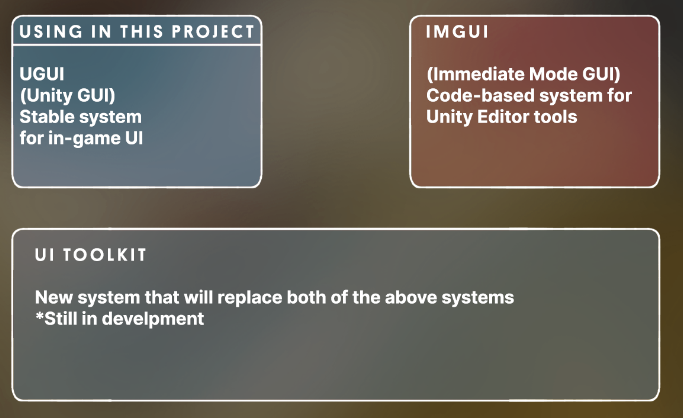 USING IN THIS PROJECT
UGUI
(Unity GUI)
Stable system
for in-game UI
IMGUI
(Immediate Mode GUI)
Code-based system for
Unity Editor tools
UI TOOLKIT
New system that will replace both of the above systems
*Still in develpment